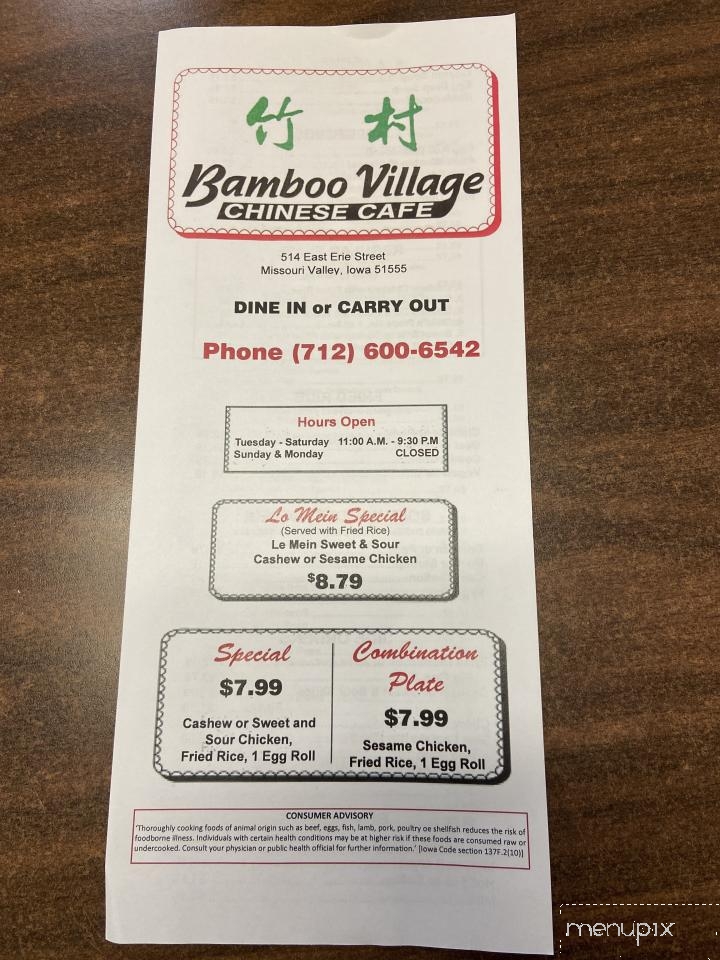 竹 村
Bamboo Village
CHINESE CAFE
514 East Erie Street
Missouri Valley, Iowa 51555
DINE IN or CARRY OUT
Phone (712) 600-6542
Hours Open
Tuesday - Saturday 11:00 A.M. - 9:30 P.M
Sunday & Monday CLOSED
Lo Mein Special
(Served with Fried Rice)
Le Mein Sweet & Sour
Cashew or Sesame Chicken
$8.79
Special
$7.99
Cashew or Sweet and
Sour Chicken,
Fried Rice, 1 Egg Roll
Combination
Plate
$7.99
Sesame Chicken,
Fried Rice, 1 Egg Roll
CONSUMER ADVISORY
'Thoroughly cooking foods of animal origin such as beef, eggs, fish, lamb, pork, poultry oe shellfish reduces the risk of
foodborne illness. Individuals with certain health conditions may be at higher risk if these foods are consumed raw or
undercooked. Consult your physician or public health official for further information.' [Iowa Code section 137F.2(10)]
menupix